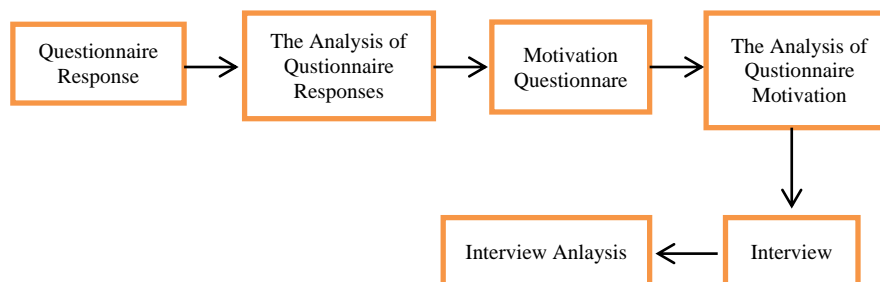 Questionnaire
Response
The Analysis of
Qustionnaire
Responses
Motivation
Questionnare
The Analysis of
Qustionnaire
Motivation
Interview Anlaysis
Interview